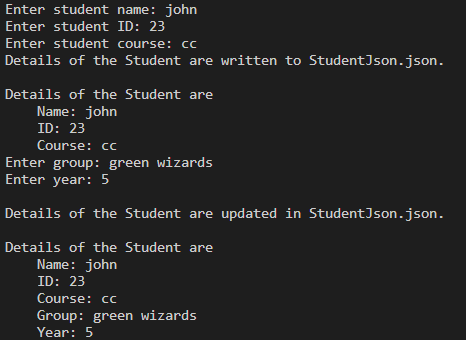 Enter student name: john
Enter student ID: 23
Enter student course: cc
Details of the Student are written to StudentJson.json.

Details of the Student are
    Name: john
    ID: 23
    Course: cc
Enter group: green wizards
Enter year: 5

Details of the Student are updated in StudentJson.json.

Details of the Student are
    Name: john
    ID: 23
    Course: cc
    Group: green wizards
    Year: 5